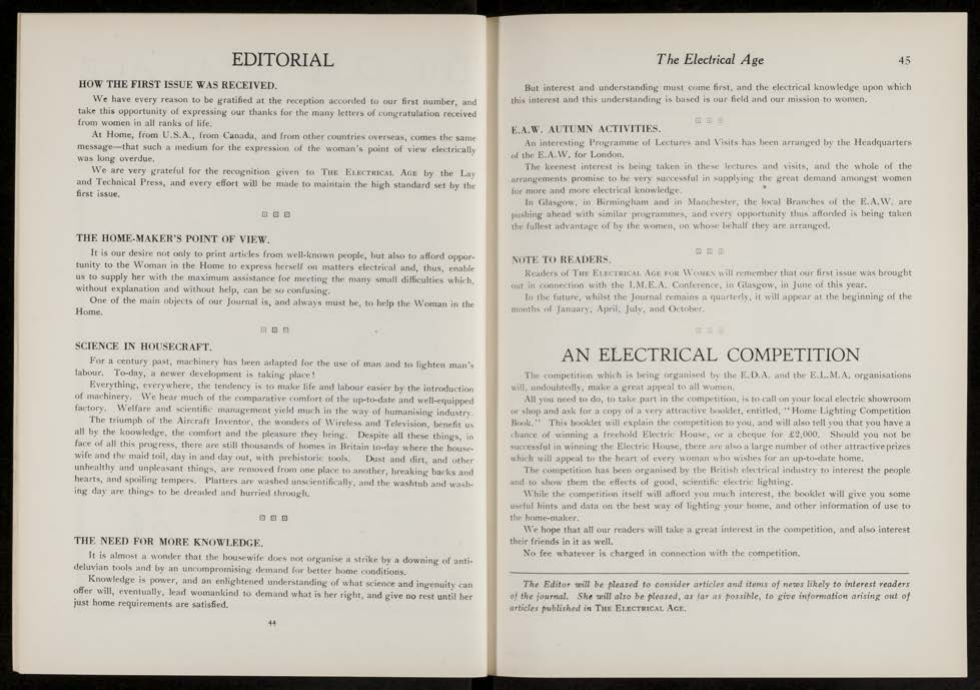 EDITORIAL
HOW THE FIRST ISSUE WAS RECEIVED.
We have every reason to be gratified at the reception accorded to our first number, and
take this opportunity of expressing our thanks for the many letters of congratulation received
from women in all ranks of life.
At Home, from U.S.A., from Canada, and from other countries overseas, comes the same
message—that such a medium for the expression of the woman's point of view electrically
was long overdue.
We are very grateful for the recognition given to THE ELECTRICAL AGE by the Lay
and Technical Press, and every effort will be made to maintain the high standard set by the
first issue.
THE HOME-MAKER'S POINT OF VIEW.
It is our desire not only to print articles from well-known people, but also to afford oppor-
tunity to the Woman in the Home to express herself on matters electrical and, thus, enable
us to supply her with the maximum assistance for meeting the many small difficulties which,
without explanation and without help, can be so confusing.
One of the main objects of our Journal is, and always must be, to help the Woman in the
Home.
SCIENCE IN HOUSECRAFT.
For a century past, machinery has been adapted for the use of man and to lighten man's
labour. To-day, a newer development is taking place!
Everything, everywhere, the tendency is to make life and labour easier by the introduction
of machinery. We hear much of the comparative comfort of the up-to-date and well-equipped
factory. Welfare and scientific management yield much in the way of humanising industry.
The triumph of the Aircraft Inventor, the wonders of Wireless and Television, benefit us
all by the knowledge, the comfort and the pleasure they bring. Despite all these things, in
face of all this progress, there are still thousands of homes in Britain to-day where the house-
wife and the maid toil, day in and day out, with prehistoric tools. Dust and dirt, and other
unhealthy and unpleasant things, are removed from one place to another, breaking backs and
hearts, and spoiling tempers. Platters are washed unscientifically, and the washtub and wash-
ing day are things to be dreaded and hurried through.
THE NEED FOR MORE KNOWLEDGE.
It is almost a wonder that the housewife does not organise a strike by a downing of anti-
deluvian tools and by an uncompromising demand for better home conditions.
Knowledge is power, and an enlightened understanding of what science and ingenuity can
offer will, eventually, lead womankind to demand what is her right, and give no rest until her
just home requirements are satisfied.
44
The Electrical Age 45
But interest and understanding must come first, and the electrical knowledge upon which
this interest and this understanding is based is our field and our mission to women.
E.A.W. AUTUMN ACTIVITIES.
An interesting Programme of Lectures and Visits has been arranged by the Headquarters
of the E.A.W. for London.
The keenest interest is being taken in these lectures and visits, and the whole of the
arrangements promise to be very successful in supplying the great demand amongst women
for more and more electrical knowledge.
In Glasgow, in Birmingham and in Manchester, the local Branches of the E.A.W. are
pushing ahead with similar programmes, and every opportunity thus afforded is being taken
the fullest advantage of by the women, on whose behalf they are arranged.
NOTE TO READERS.
Readers of THE ELECTRICAL AGE FOR WOMEN will remember that our first issue was brought
out in connection with the I.M.E.A. Conference, in Glasgow, in June of this year.
In the future, whilst the Journal remains a quarterly, it will appear at the beginning of the
months of January, April, July, and October.
AN ELECTRICAL COMPETITION
The competition which is being organised by the E.D.A. and the E.L.M.A. organisations
will, undoubtedly, make a great appeal to all women.
All you need to do, to take part in the competition, is to call on your local electric showroom
or shop and ask for a copy of a very attractive booklet, entitled, "Home Lighting Competition
Book." This booklet will explain the competition to you, and will also tell you that you have a
chance of winning a freehold Electric House, or a cheque for £2,000. Should you not be
successful in winning the Electric House, there are also a large number of other attractive prizes
which will appeal to the heart of every woman who wishes for an up-to-date home.
The competition has been organised by the British electrical industry to interest the people
and to show them the effects of good, scientific electric lighting.
While the competition itself will afford you much interest, the booklet will give you some
useful hints and data on the best way of lighting your home, and other information of use to
the home-maker.
We hope that all our readers will take a great interest in the competition, and also interest
their friends in it as well.
No fee whatever is charged in connection with the competition.
The Editor will be pleased to consider articles and items of news likely to interest readers
of the journal. She will also be pleased, as far as possible, to give information arising out of
articles published in THE ELECTRICAL AGE.